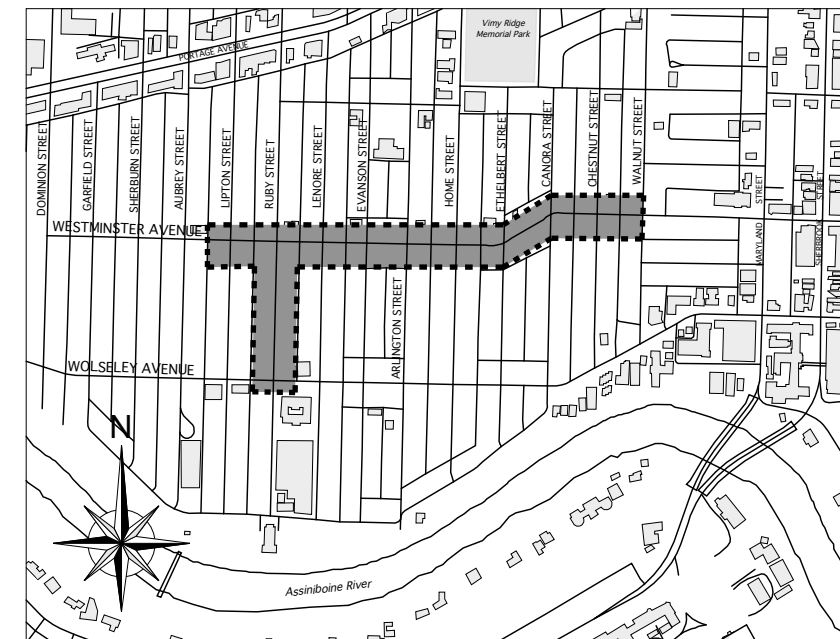 Vimy Ridge
Memorial Park
PORTAGE AVENUE
DOMINION STREET
GARFIELD STREET
SHERBURN STREET
AUBREY STREET
LIPTON STREET
RUBY STREET
LENORE STREET
EVANSON STREET
HOME STREET
ETHELBERT STREET
CANORA STREET
CHESTNUT STREET
WALNUT STREET
MARYLAND STREET
SHERBROOK STREET
WESTMINSTER AVENUE
ARLINGTON STREET
WOLSELEY AVENUE
N
Assiniboine River